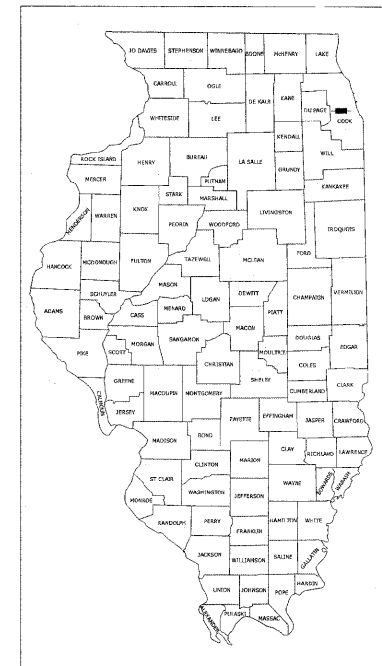 JO DAVIES STEPHENSON WINNEBAGO BOONE McHENRY LAKE
CARROLL OGLE DE KALB KANE DU PAGE COOK
WHITESIDE LEE KENDALL WILL
ROCK ISLAND HENRY BUREAU LA SALLE GRUNDY
MERCER PUTNAM KANKAKEE
HENDERSON WARREN KNOX STARK MARSHALL LIVINGSTON
PEORIA WOODFORD IROQUOIS
HANCOCK MCDONOUGH FULTON TAZEWELL MCLEAN FORD
MASON VERMILION
SCHUYLER LOGAN DEWITT CHAMPAIGN
ADAMS BROWN CASS MENARD PIATT
MACON
PIKE SCOTT MORGAN SANGAMON DOUGLAS EDGAR
CHRISTIAN MOULTRIE COLES
GREENE SHELBY CUMBERLAND CLARK
CALHOUN JERSEY MACOUPIN MONTGOMERY
FAYETTE EFFINGHAM JASPER CRAWFORD
MADISON BOND
CLINTON MARION CLAY RICHLAND LAWRENCE
ST CLAIR WAYNE EDWARDS WABASH
MONROE WASHINGTON JEFFERSON
RANDOLPH PERRY HAMILTON WHITE
FRANKLIN
JACKSON WILLIAMSON SALINE GALLATIN
UNION JOHNSON POPE HARDIN
ALEXANDER PULASKI MASSAC